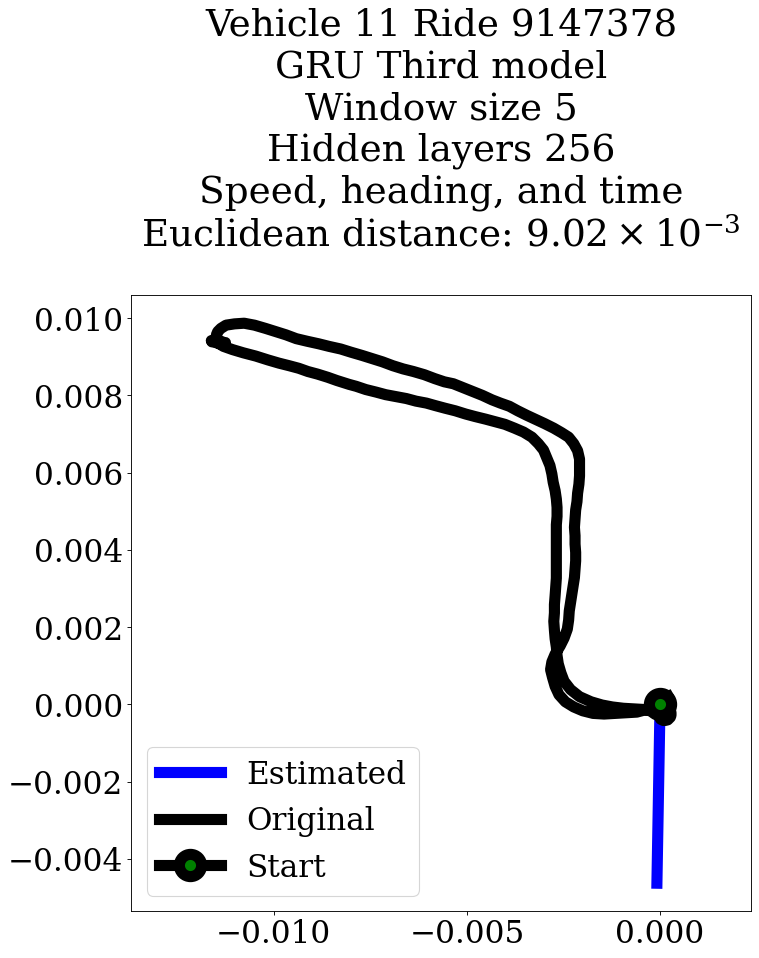 Vehicle 11 Ride 9147378
GRU Third model
Window size 5
Hidden layers 256
Speed, heading, and time
Euclidean distance: 9.02 × 10⁻³
0.010
0.008
0.006
0.004
0.002
0.000
−0.002
−0.004
Estimated
Original
Start
−0.010 −0.005 0.000